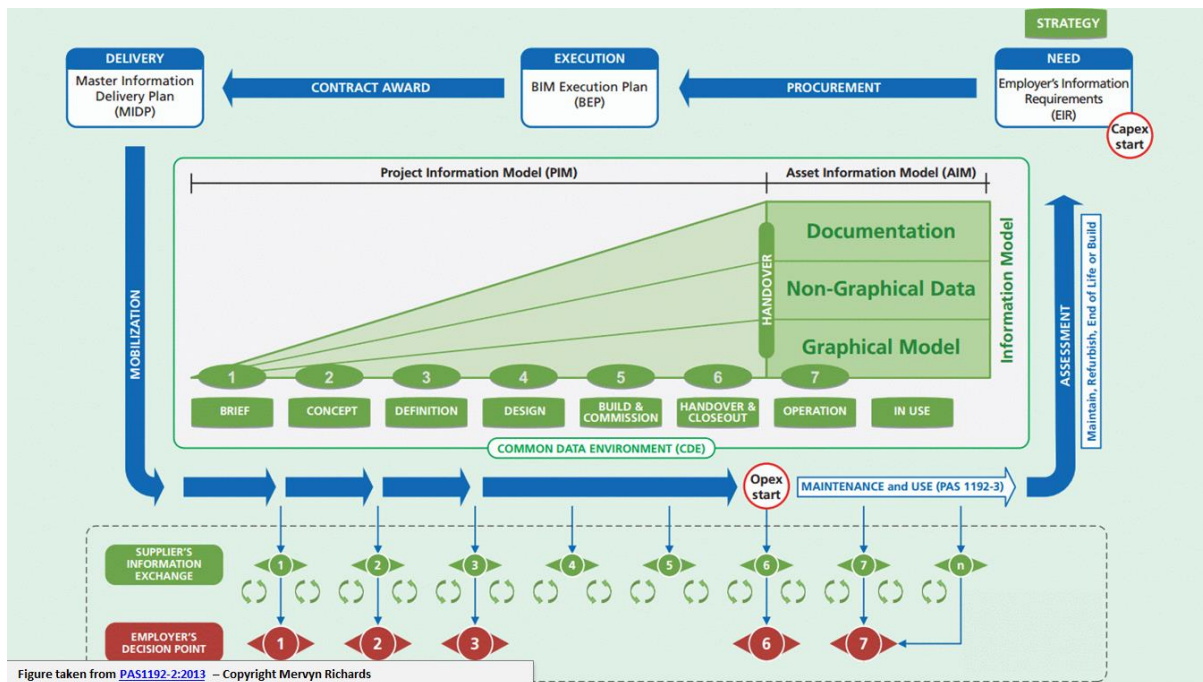 STRATEGY
DELIVERY
Master Information
Delivery Plan
(MIDP)
CONTRACT AWARD
EXECUTION
BIM Execution Plan
(BEP)
PROCUREMENT
NEED
Employer's Information
Requirements
(EIR)
Capex
start
Project Information Model (PIM)
Asset Information Model (AIM)
MOBILIZATION
Documentation
Non-Graphical Data
Graphical Model
HANDOVER
Information Model
ASSESSMENT
Maintain, Refurbish, End of Life or Build
1
2
3
4
5
6
7
BRIEF
CONCEPT
DEFINITION
DESIGN
BUILD &
COMMISSION
HANDOVER &
CLOSEOUT
OPERATION
IN USE
COMMON DATA ENVIRONMENT (CDE)
Opex
start
MAINTENANCE and USE (PAS 1192-3)
SUPPLIER'S
INFORMATION
EXCHANGE
1
2
3
4
5
6
7
n
EMPLOYER'S
DECISION POINT
1
2
3
6
7
Figure taken from PAS1192-2:2013 – Copyright Mervyn Richards